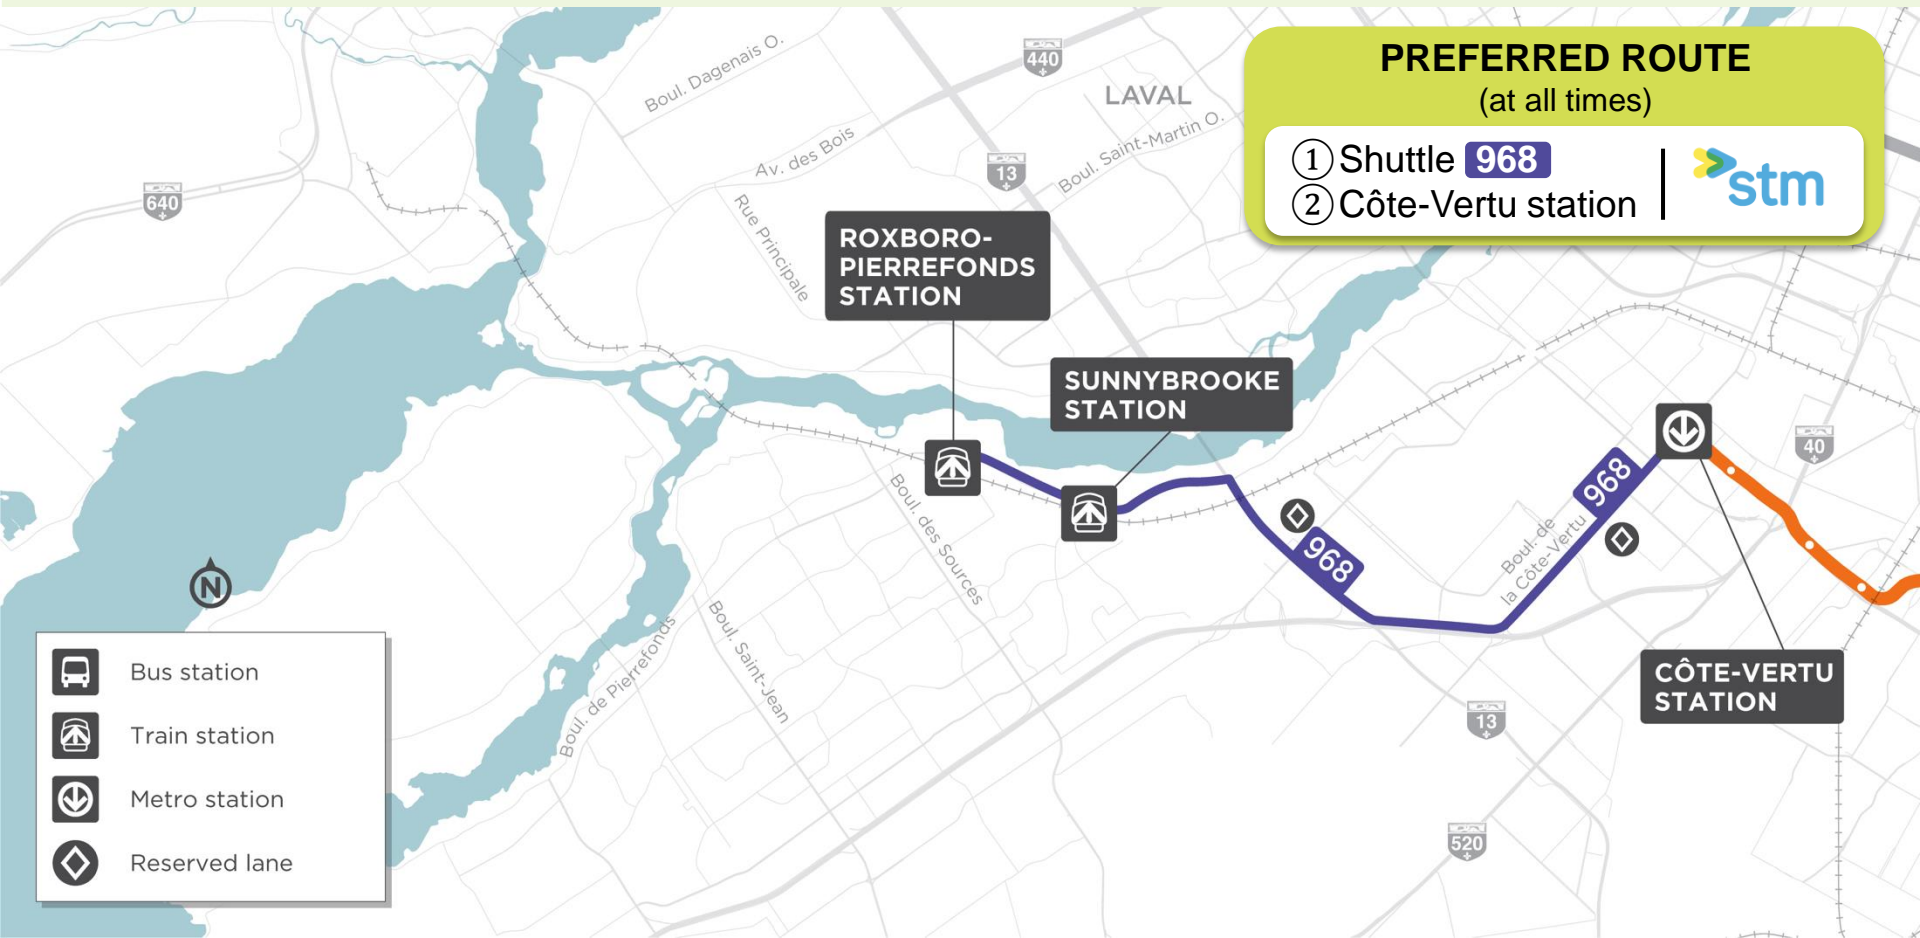 PREFERRED ROUTE
(at all times)
① Shuttle 968
② Côte-Vertu station
stm
Boul. Dagenais O.
440
LAVAL
Av. des Bois
13
Boul. Saint-Martin O.
640
Rue Principale
ROXBORO-
PIERREFONDS
STATION
SUNNYBROOKE
STATION
40
Boul. des Sources
968
968
Boul. de
la Côte-Vertu
N
Boul. de Pierrefonds
Boul. Saint-Jean
CÔTE-VERTU
STATION
13
520
Bus station
Train station
Metro station
Reserved lane